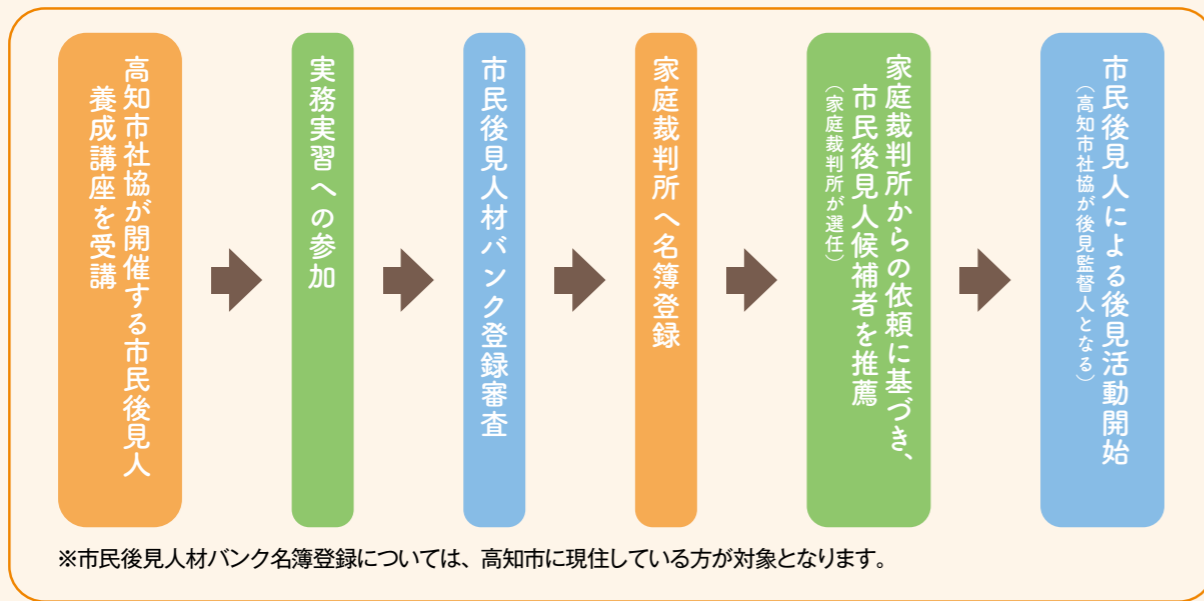 高知市社協が開催する市民後見人
養成講座を受講
実務実習への参加
市民後見人材バンク登録審査
家庭裁判所へ名簿登録
家庭裁判所からの依頼に基づき、
市民後見人候補者を推薦
（家庭裁判所が選任）
市民後見人による後見活動開始
（高知市社協が後見監督人となる）
※市民後見人材バンク名簿登録については、高知市に現住している方が対象となります。